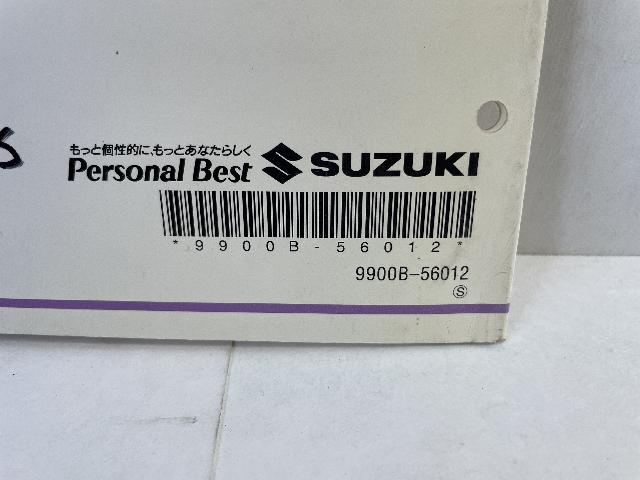 もっと個性的に、もっとあなたらしく
Personal Best SUZUKI
*9900B-56012*
9900B-56012
Ⓢ